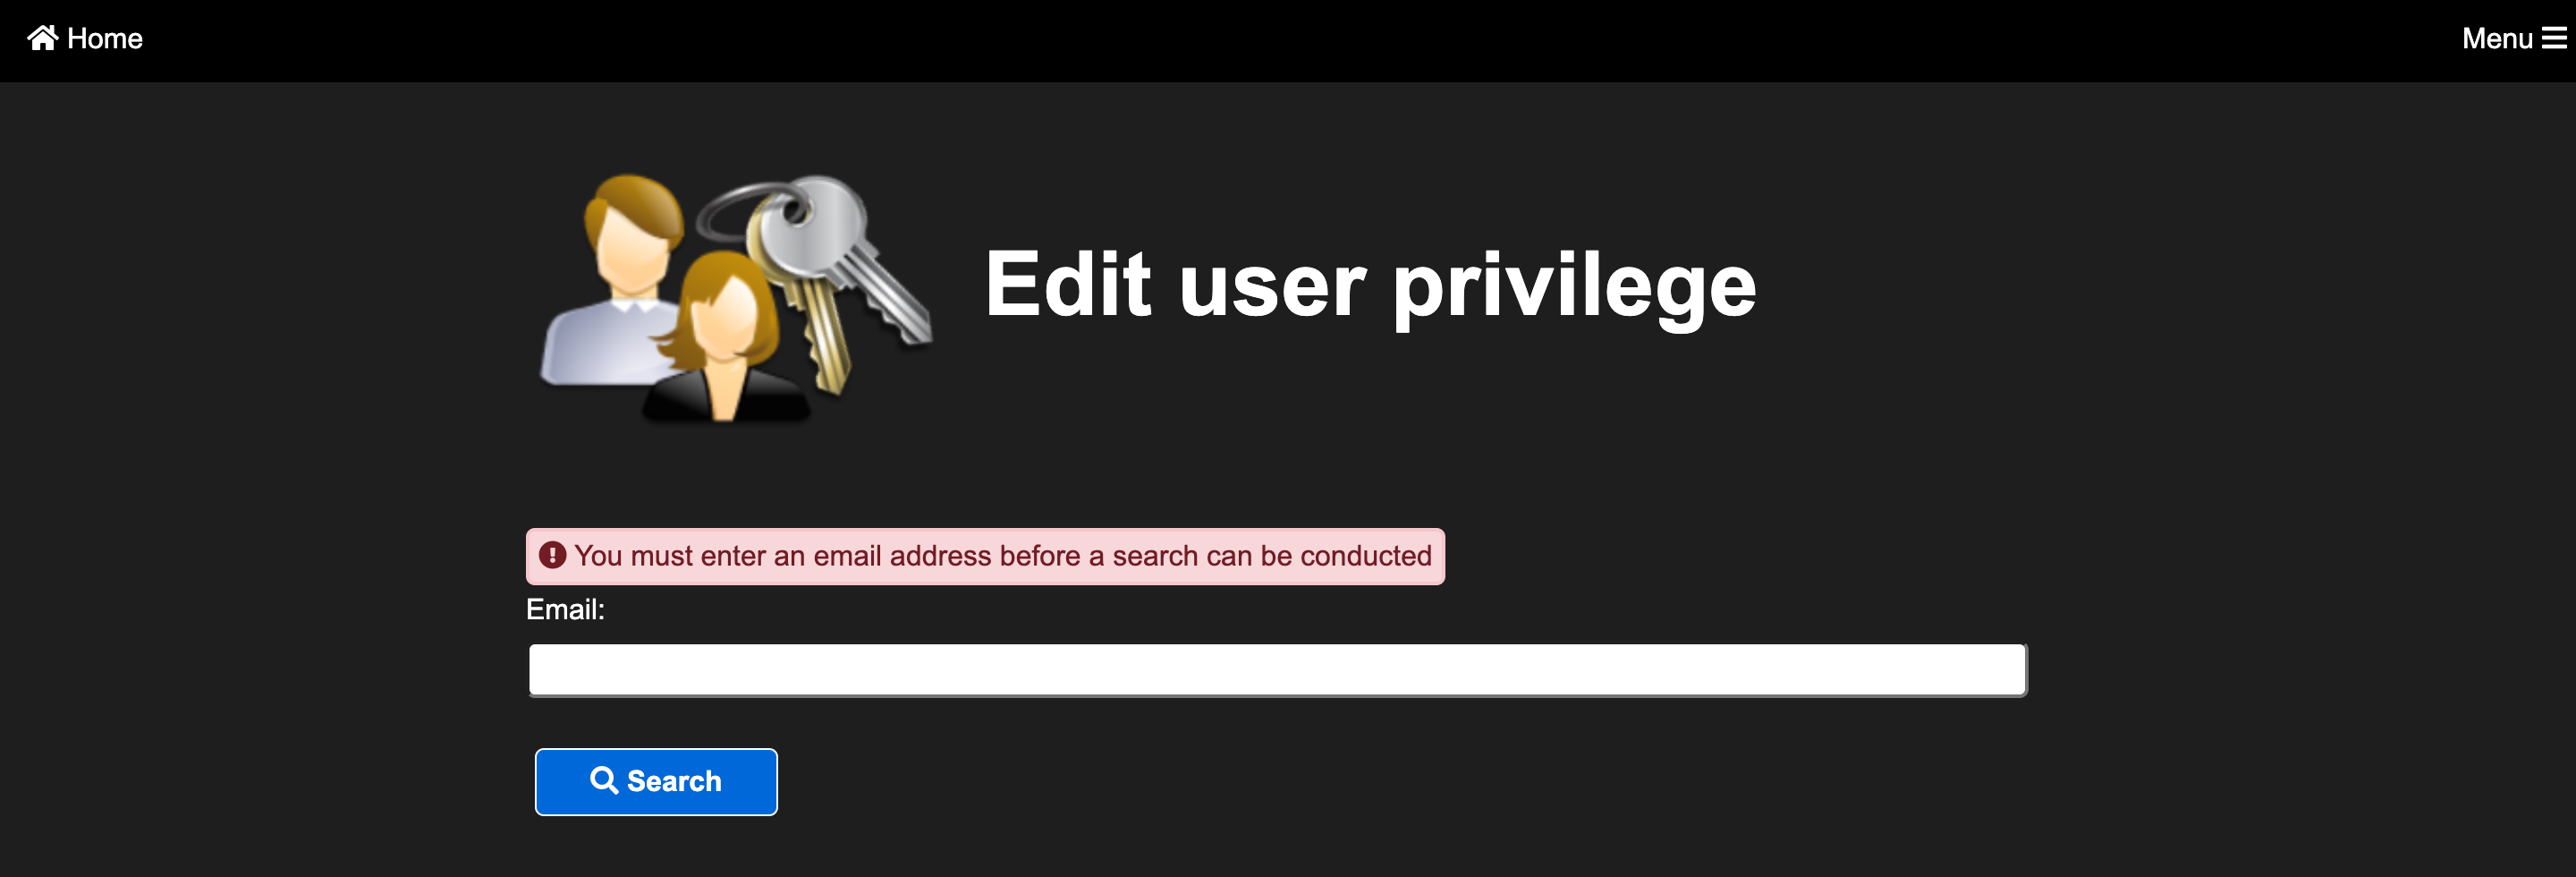 Home
Menu
Edit user privilege
You must enter an email address before a search can be conducted
Email:
Search